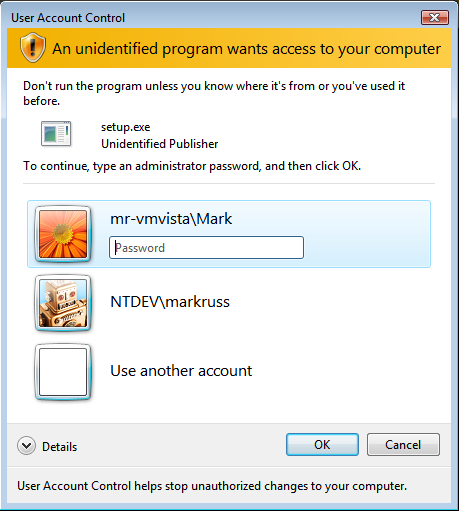 User Account Control
An unidentified program wants access to your computer
Don't run the program unless you know where it's from or you've used it
before.
setup.exe
Unidentified Publisher
To continue, type an administrator password, and then click OK.
mr-vmvista\Mark
Password
NTDEV\markruss
Use another account
Details
OK
Cancel
User Account Control helps stop unauthorized changes to your computer.